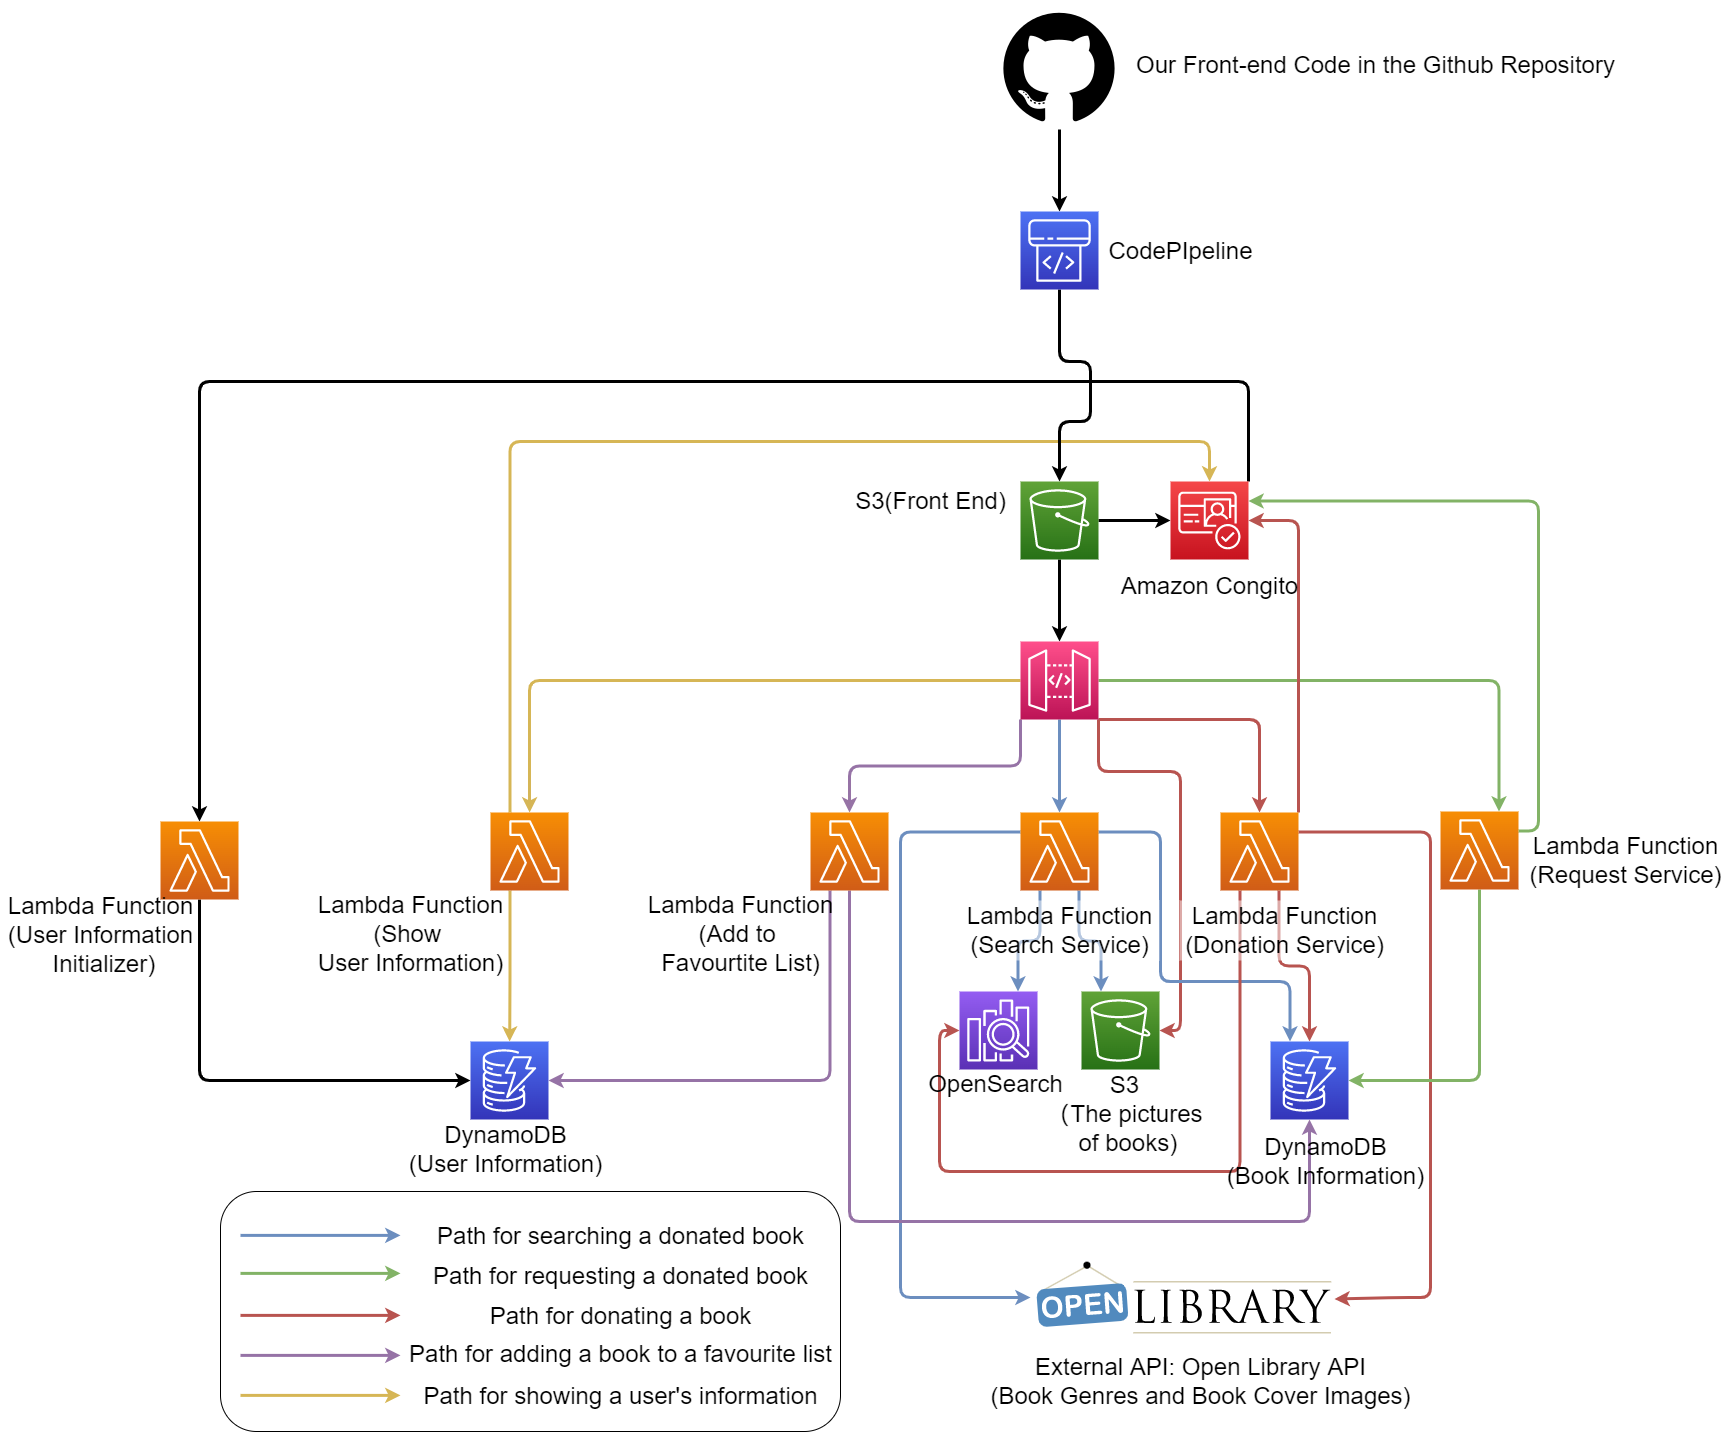 Our Front-end Code in the Github Repository
CodePIpeline
S3(Front End)
Amazon Congito
</>
Lambda Function
(User Information
Initializer)
Lambda Function
(Show
User Information)
Lambda Function
(Add to
Favourtite List)
Lambda Function
(Search Service)
Lambda Function
(Donation Service)
Lambda Function
(Request Service)
OpenSearch
S3
(The pictures
of books)
DynamoDB
(User Information)
DynamoDB
(Book Information)
Path for searching a donated book
Path for requesting a donated book
Path for donating a book
Path for adding a book to a favourite list
Path for showing a user's information
OPEN LIBRARY
External API: Open Library API
(Book Genres and Book Cover Images)